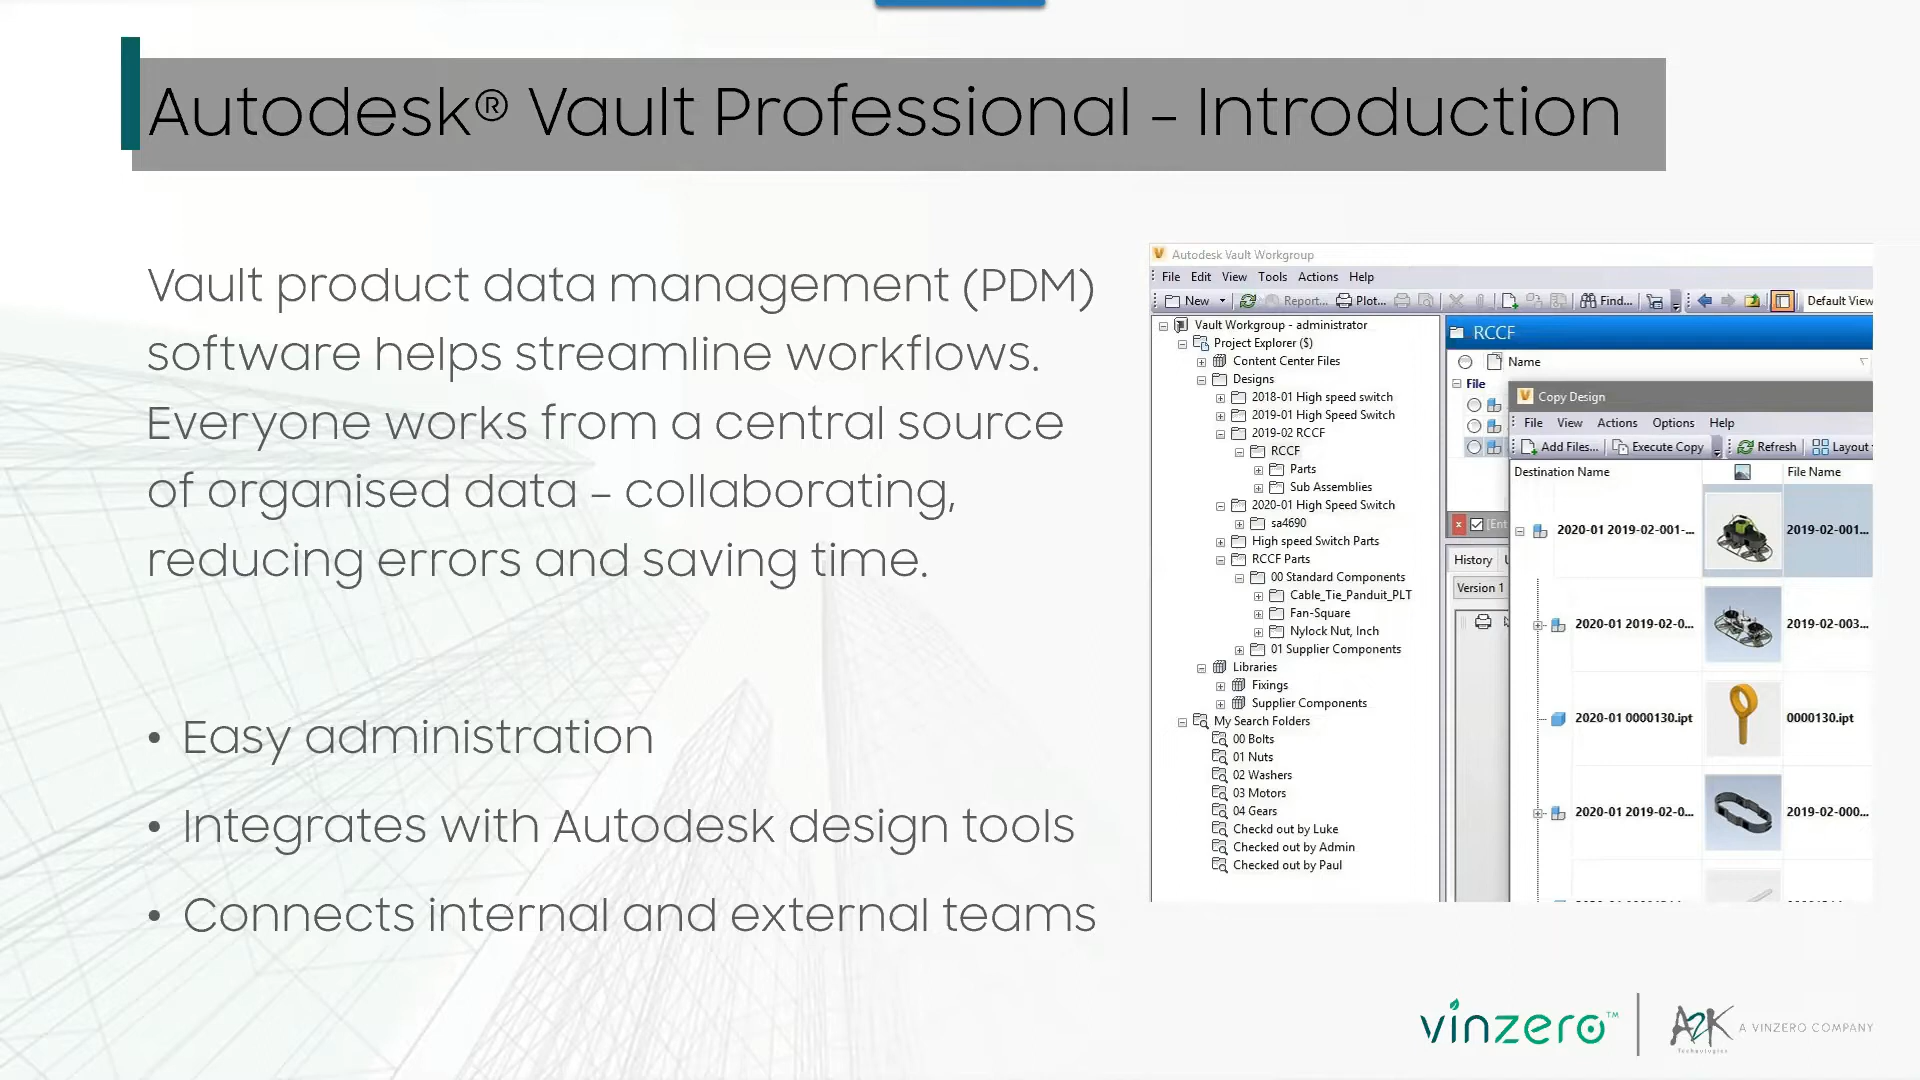 Autodesk® Vault Professional – Introduction
Vault product data management (PDM)
software helps streamline workflows.
Everyone works from a central source
of organised data – collaborating,
reducing errors and saving time.
• Easy administration
• Integrates with Autodesk design tools
• Connects internal and external teams
Autodesk Vault Workgroup
File Edit View Tools Actions Help
New Report... Plot... Find... Default View
Vault Workgroup - administrator
Project Explorer ($)
Content Center Files
Designs
2018-01 High speed switch
2019-01 High Speed Switch
2019-02 RCCF
RCCF
Parts
Sub Assemblies
2020-01 High Speed Switch
sa4690
High speed Switch Parts
RCCF Parts
00 Standard Components
Cable_Tie_Panduit_PLT
Fan-Square
Nylock Nut, Inch
01 Supplier Components
Libraries
Fixings
Supplier Components
My Search Folders
00 Bolts
01 Nuts
02 Washers
03 Motors
04 Gears
Checkd out by Luke
Checked out by Admin
Checked out by Paul
RCCF
Name
File
History
Version 1
Copy Design
File View Actions Options Help
Add Files... Execute Copy Refresh Layout
Destination Name File Name
2020-01 2019-02-001-... 2019-02-001...
2020-01 2019-02-0... 2019-02-003...
2020-01 0000130.ipt 0000130.ipt
2020-01 2019-02-0... 2019-02-000...
vinzero™
A2K Technologies A VINZERO COMPANY